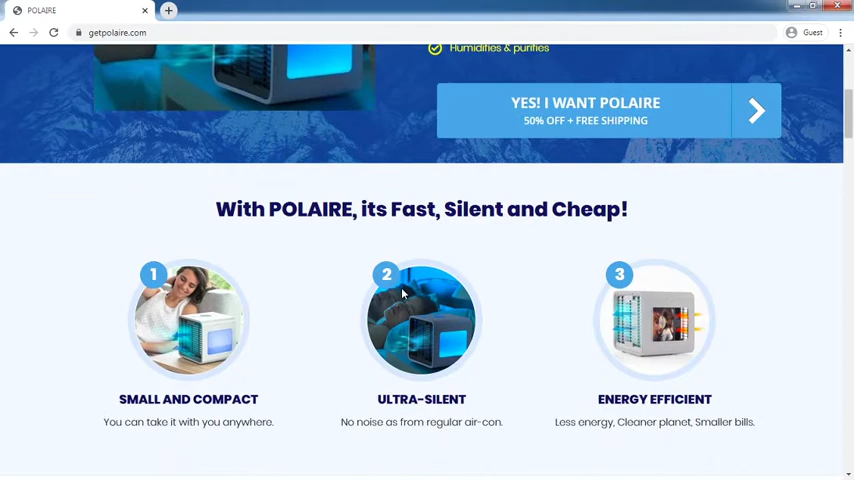 POLAIRE
getpolaire.com
Guest
Humidifies & purifies
YES! I WANT POLAIRE
50% OFF + FREE SHIPPING
With POLAIRE, its Fast, Silent and Cheap!
1
2
3
SMALL AND COMPACT
ULTRA-SILENT
ENERGY EFFICIENT
You can take it with you anywhere.
No noise as from regular air-con.
Less energy, Cleaner planet, Smaller bills.